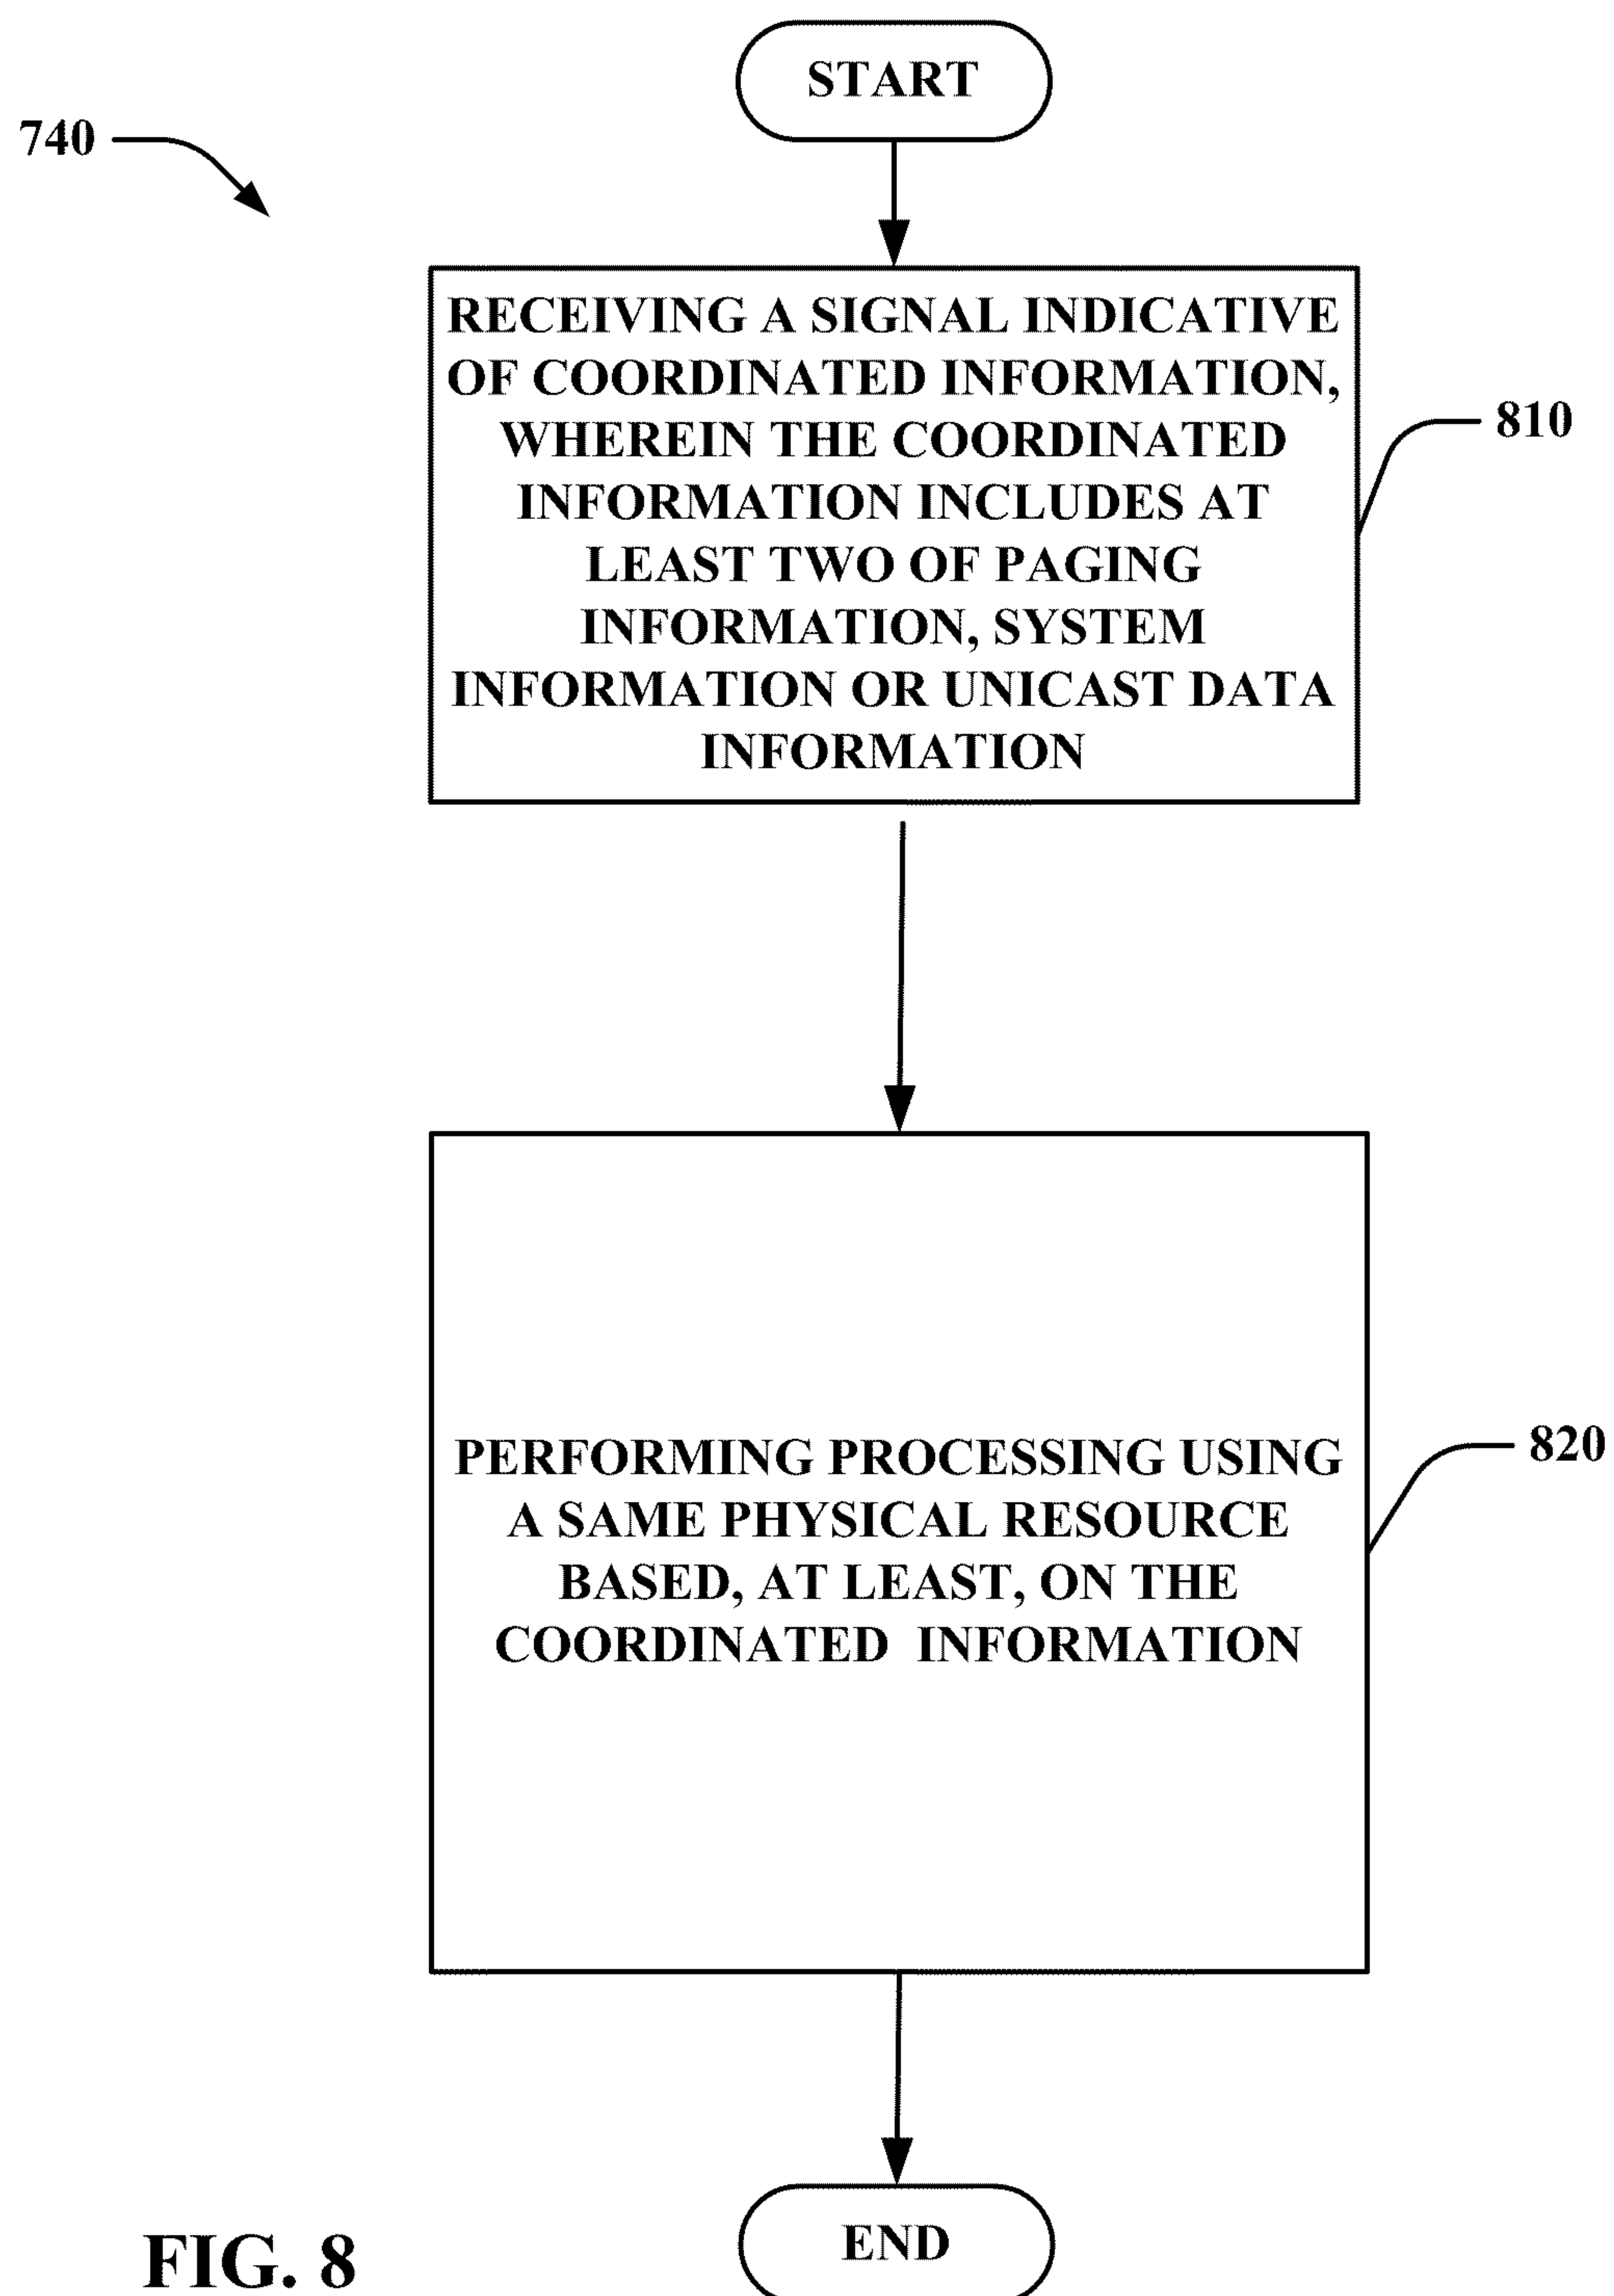 START
740
RECEIVING A SIGNAL INDICATIVE
OF COORDINATED INFORMATION,
WHEREIN THE COORDINATED
INFORMATION INCLUDES AT
LEAST TWO OF PAGING
INFORMATION, SYSTEM
INFORMATION OR UNICAST DATA
INFORMATION
810
PERFORMING PROCESSING USING
A SAME PHYSICAL RESOURCE
BASED, AT LEAST, ON THE
COORDINATED INFORMATION
820
END
FIG. 8